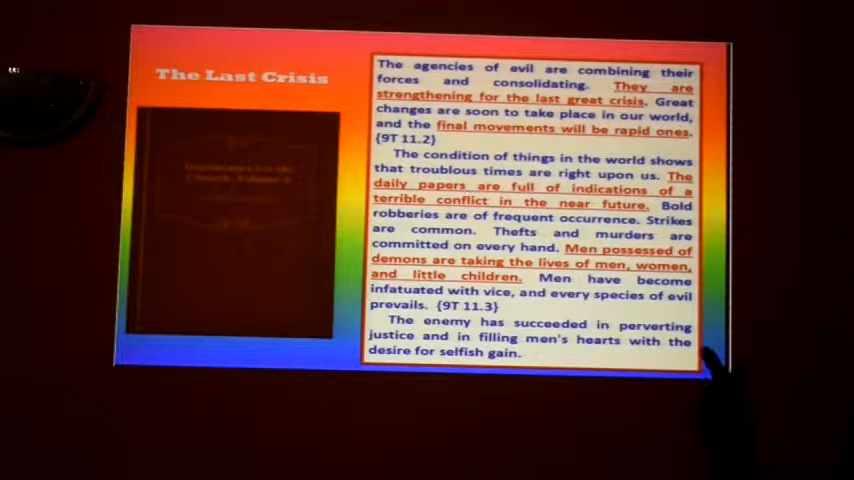 The Last Crisis
The agencies of evil are combining their
forces and consolidating. They are
strengthening for the last great crisis. Great
changes are soon to take place in our world,
and the final movements will be rapid ones.
{9T 11.2}
The condition of things in the world shows
that troublous times are right upon us. The
daily papers are full of indications of a
terrible conflict in the near future. Bold
robberies are of frequent occurrence. Strikes
are common. Thefts and murders are
committed on every hand. Men possessed of
demons are taking the lives of men, women,
and little children. Men have become
infatuated with vice, and every species of evil
prevails. {9T 11.3}
The enemy has succeeded in perverting
justice and in filling men's hearts with the
desire for selfish gain.
Testimonies for the
Church, Volume